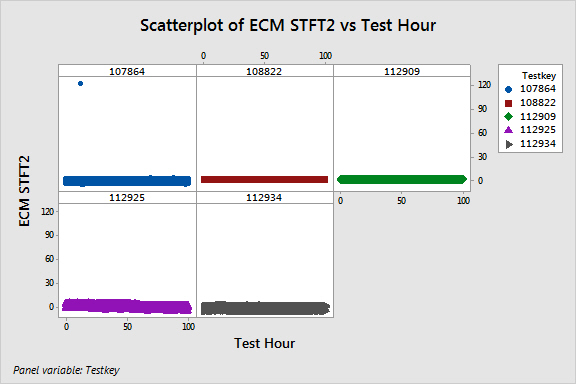 Scatterplot of ECM STFT2 vs Test Hour
0 50 100
107864 108822 112909
120
90
60
30
0
0 50 100
112925 112934
120
90
60
30
0
0 50 100
ECM STFT2
Test Hour
Testkey
107864
108822
112909
112925
112934
Panel variable: Testkey